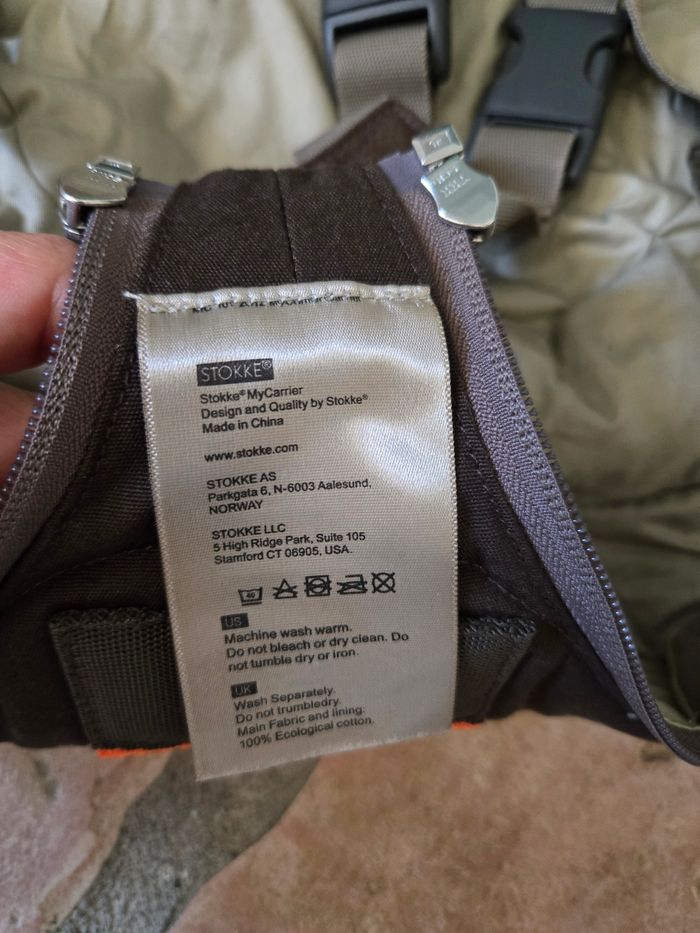 STOKKE®
Stokke® MyCarrier
Design and Quality by Stokke®
Made in China
www.stokke.com
STOKKE AS
Parkgata 6, N-6003 Aalesund,
NORWAY
STOKKE LLC
5 High Ridge Park, Suite 105
Stamford CT 06905, USA.
40
US
Machine wash warm.
Do not bleach or dry clean. Do
not tumble dry or iron.
UK
Wash Separately.
Do not trumbledry.
Main Fabric and lining:
100% Ecological cotton.